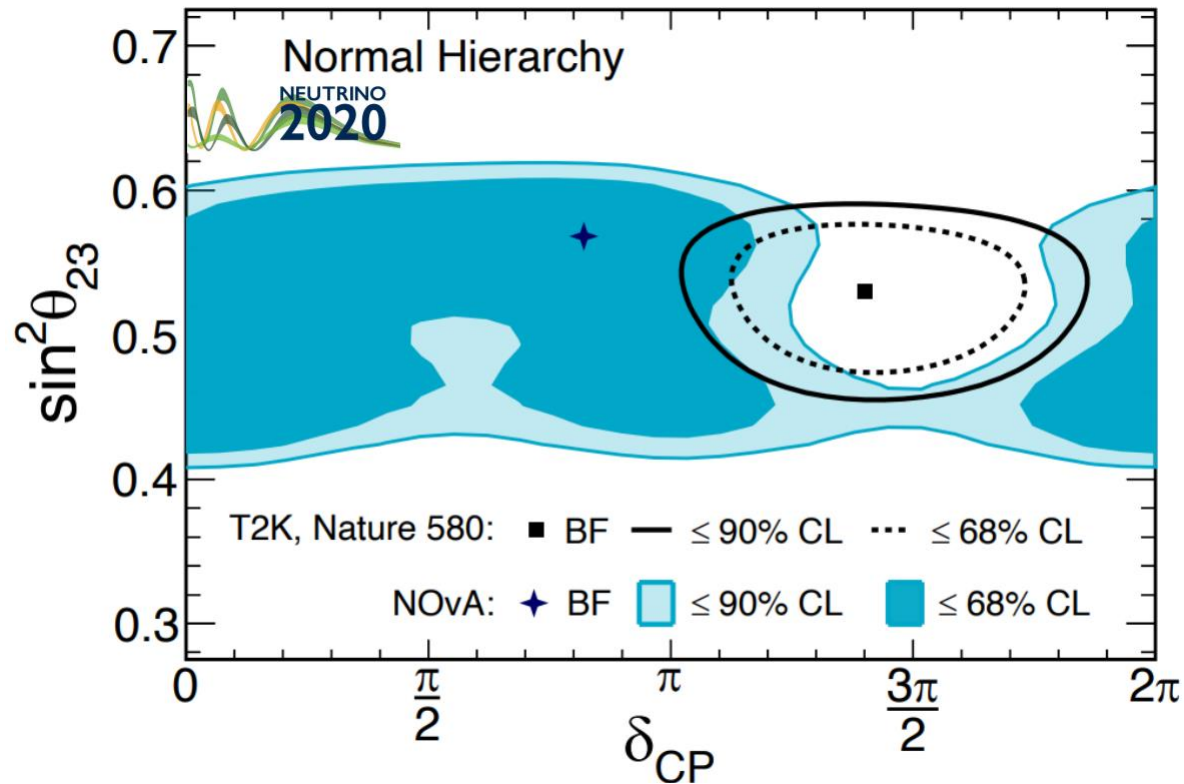 Normal Hierarchy
NEUTRINO
2020
sin²θ₂₃
0.7
0.6
0.5
0.4
0.3
T2K, Nature 580: BF ≤ 90% CL ≤ 68% CL
NOvA: BF ≤ 90% CL ≤ 68% CL
0 π/2 π 3π/2 2π
δCP